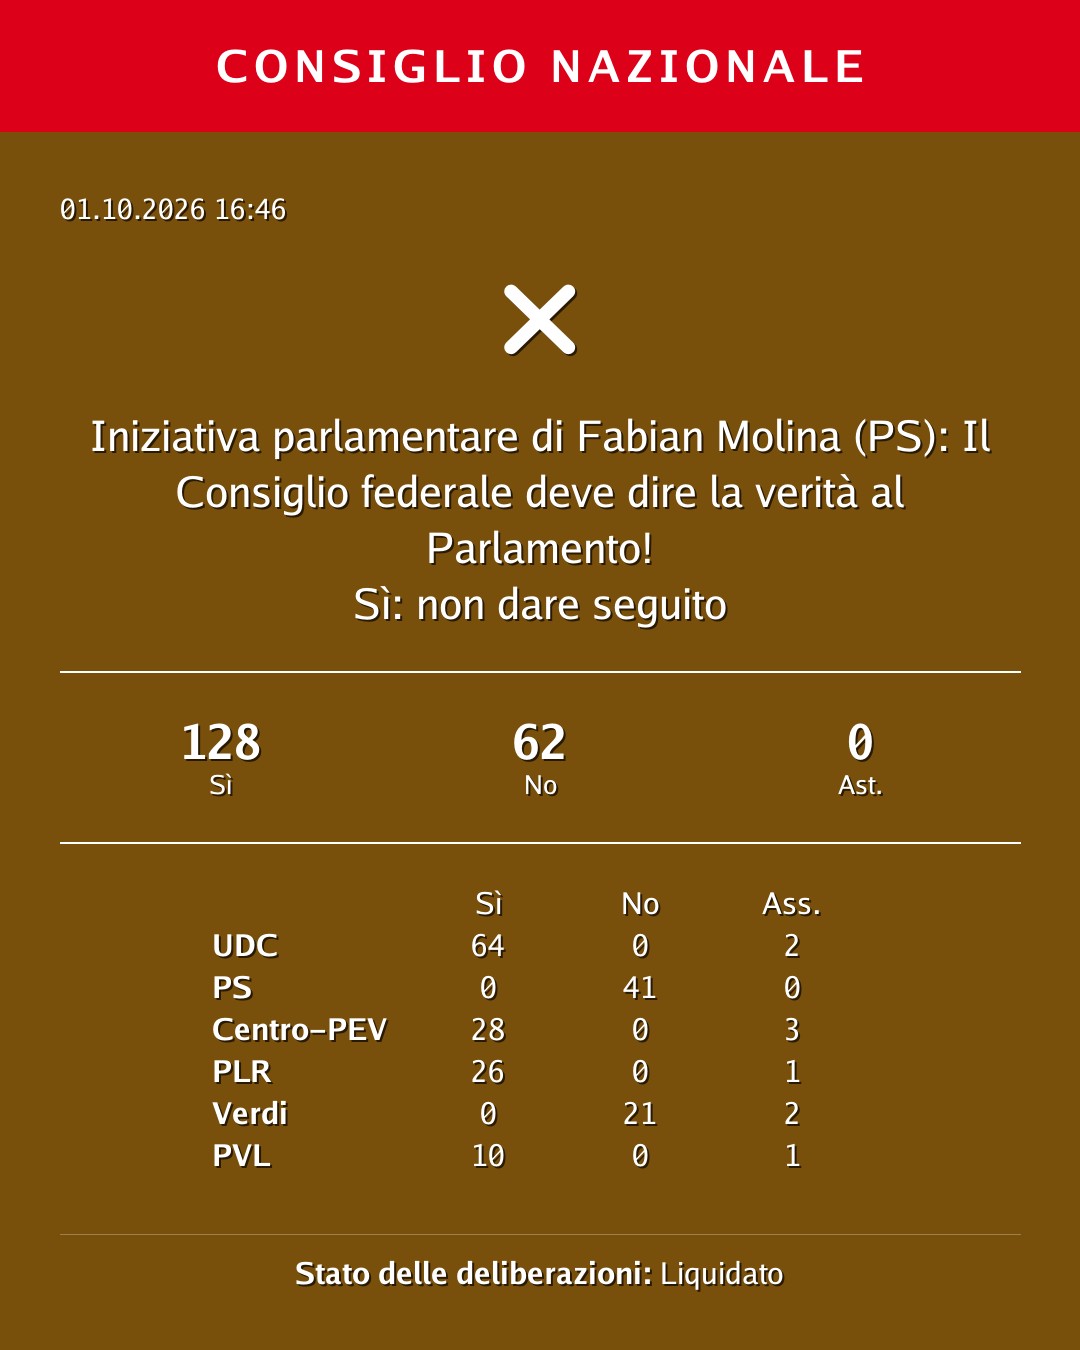 CONSIGLIO NAZIONALE
01.10.2026 16:46
Iniziativa parlamentare di Fabian Molina (PS): Il
Consiglio federale deve dire la verità al
Parlamento!
Sì: non dare seguito
128 62 0
Sì No Ast.
Sì No Ass.
UDC 64 0 2
PS 0 41 0
Centro-PEV 28 0 3
PLR 26 0 1
Verdi 0 21 2
PVL 10 0 1
Stato delle deliberazioni: Liquidato